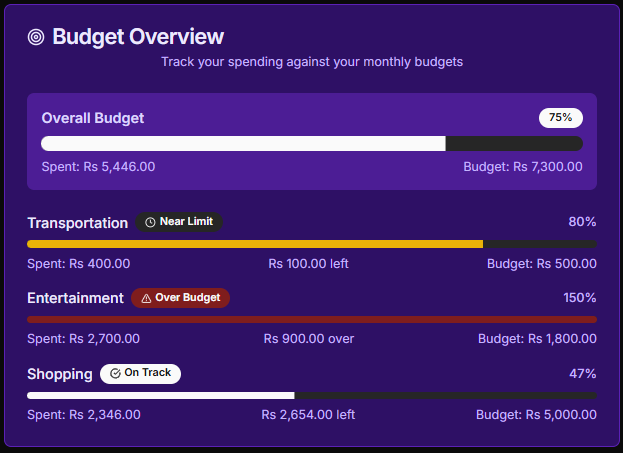 Budget Overview
Track your spending against your monthly budgets
Overall Budget 75%
Spent: Rs 5,446.00 Budget: Rs 7,300.00
Transportation Near Limit 80%
Spent: Rs 400.00 Rs 100.00 left Budget: Rs 500.00
Entertainment Over Budget 150%
Spent: Rs 2,700.00 Rs 900.00 over Budget: Rs 1,800.00
Shopping On Track 47%
Spent: Rs 2,346.00 Rs 2,654.00 left Budget: Rs 5,000.00